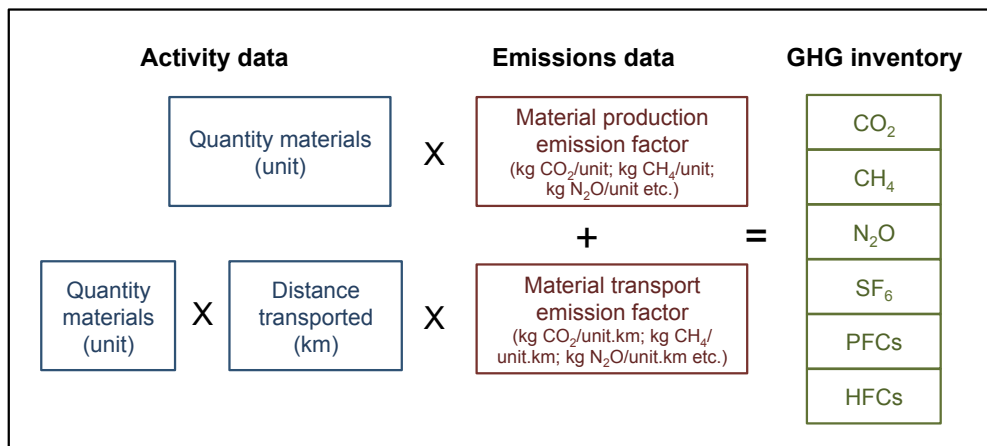 Activity data
Emissions data
GHG inventory
Quantity materials
(unit)
X
Material production
emission factor
(kg CO₂/unit; kg CH₄/unit;
kg N₂O/unit etc.)
+
Quantity
materials
(unit)
X
Distance
transported
(km)
X
Material transport
emission factor
(kg CO₂/unit.km; kg CH₄/
unit.km; kg N₂O/unit.km etc.)
=
CO₂
CH₄
N₂O
SF₆
PFCs
HFCs